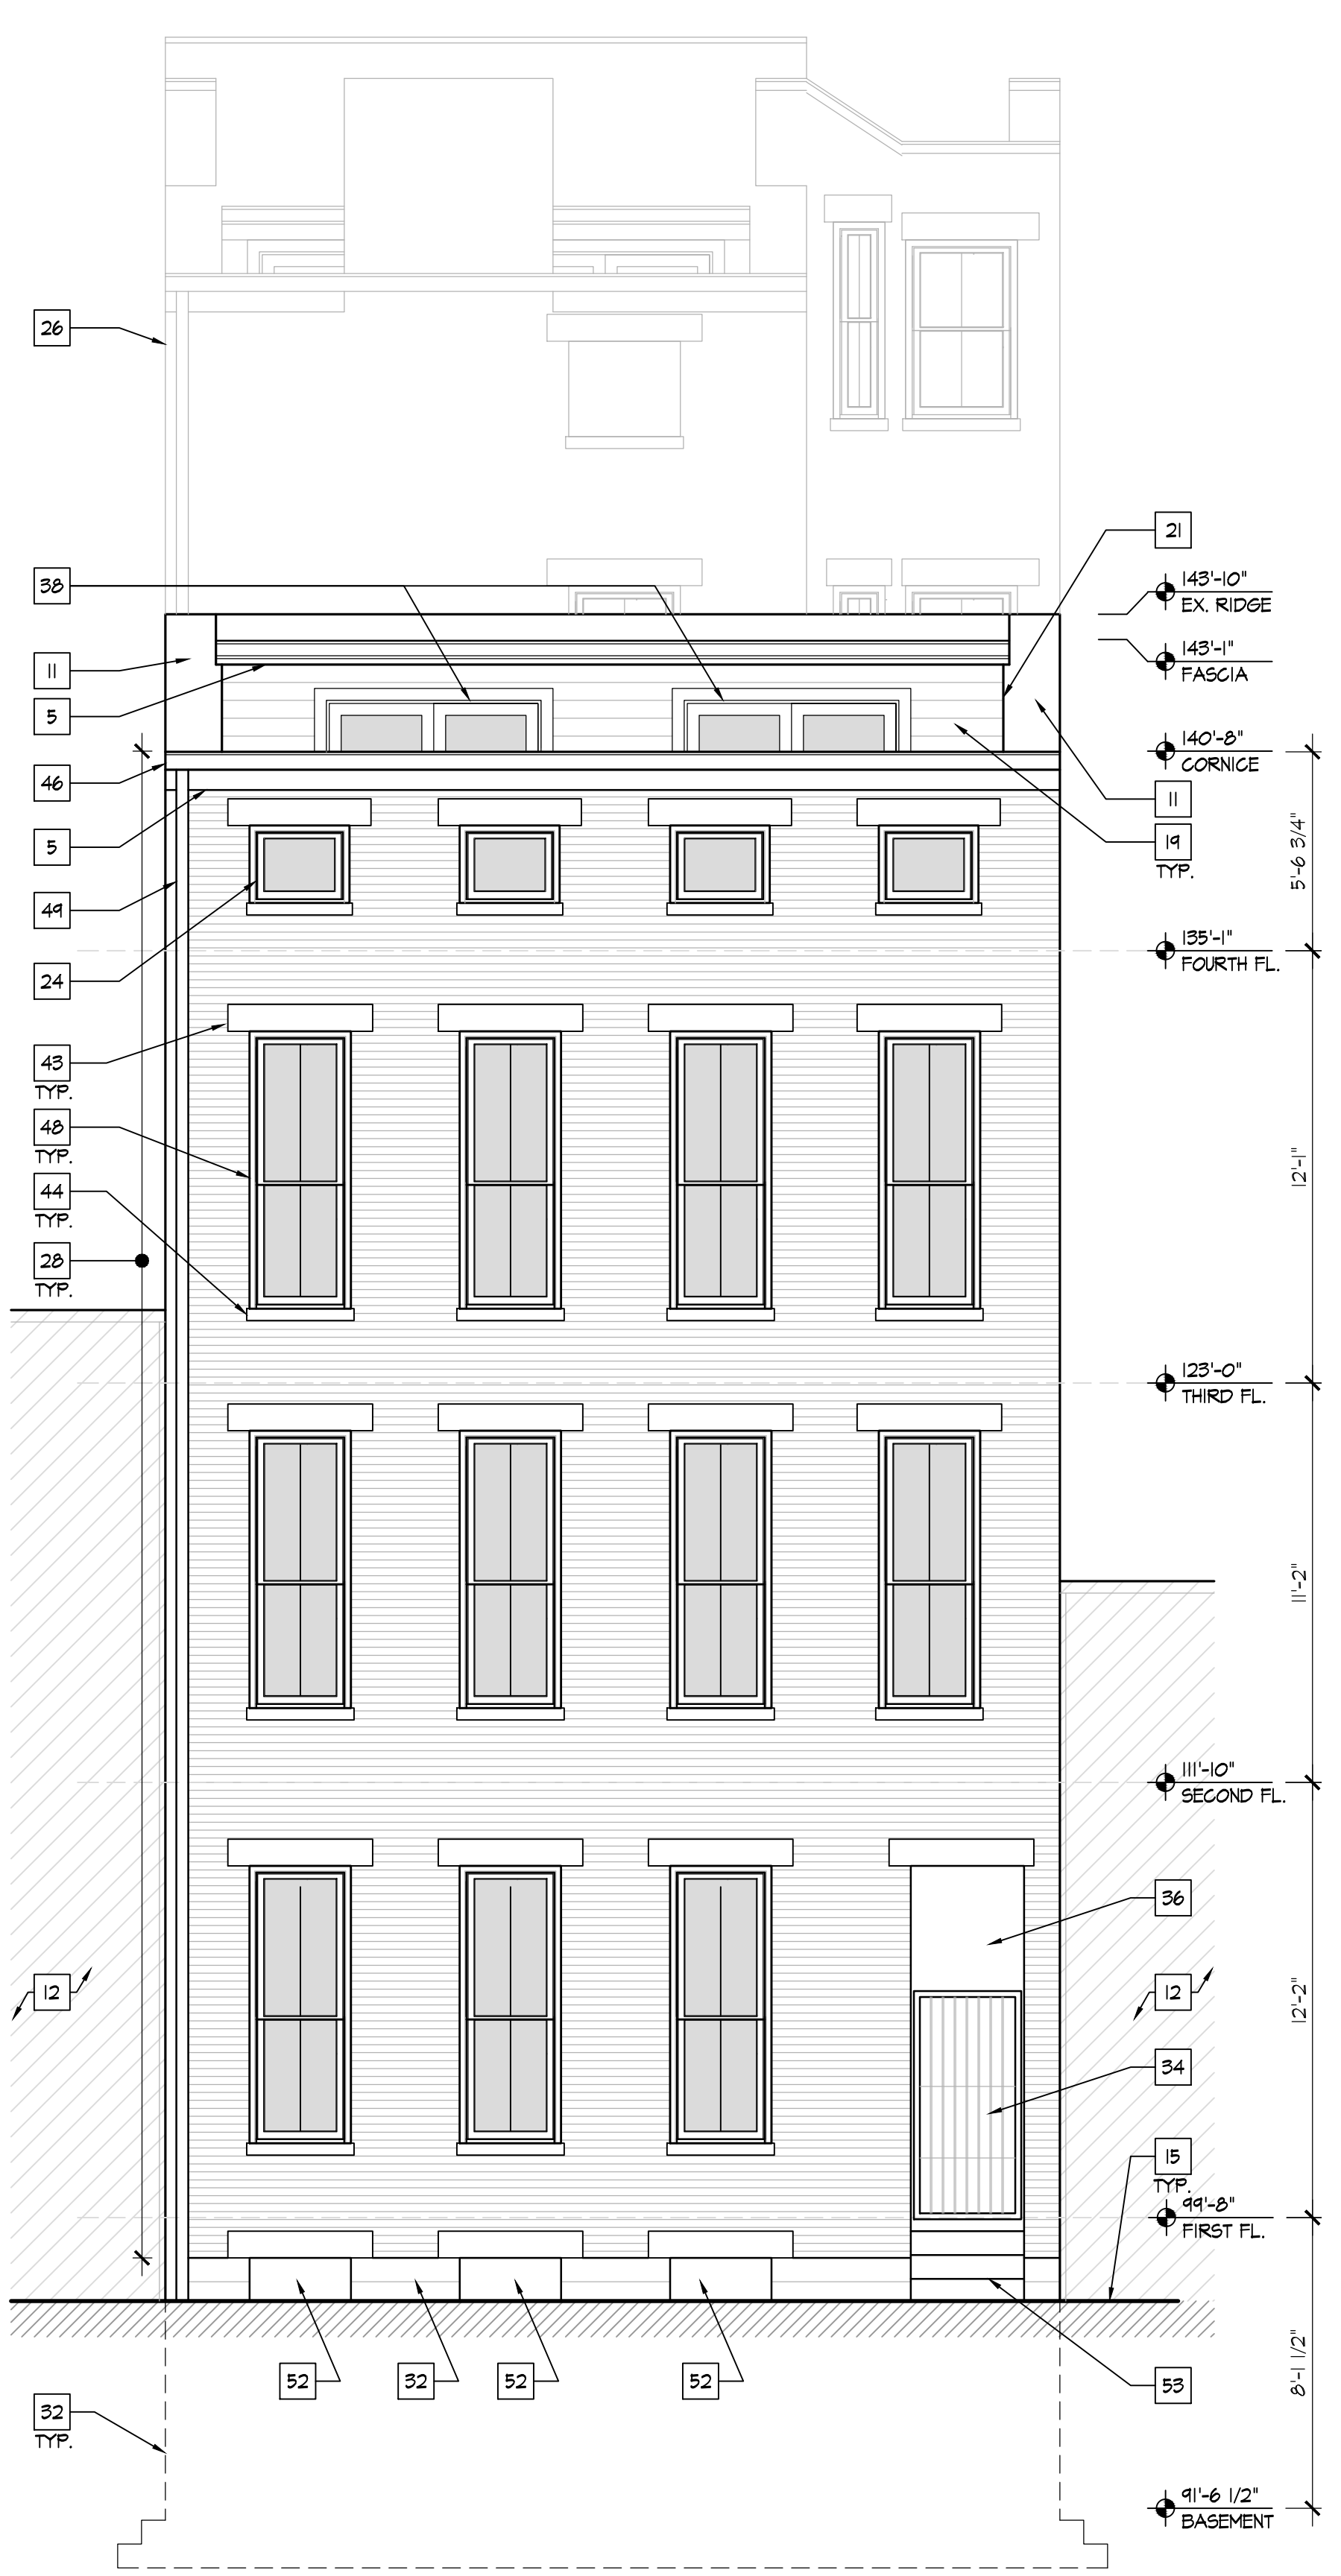 26
21
38
143'-10"
EX. RIDGE
11
143'-1"
FASCIA
5
140'-8"
CORNICE
46
11
5
19
TYP.
5'-6 3/4"
49
135'-1"
FOURTH FL.
24
43
TYP.
48
TYP.
12'-1"
44
TYP.
28
TYP.
123'-0"
THIRD FL.
11'-2"
111'-10"
SECOND FL.
36
12
12
12'-2"
34
15
TYP.
99'-8"
FIRST FL.
52
32
52
52
53
8'-1 1/2"
32
TYP.
91'-6 1/2"
BASEMENT